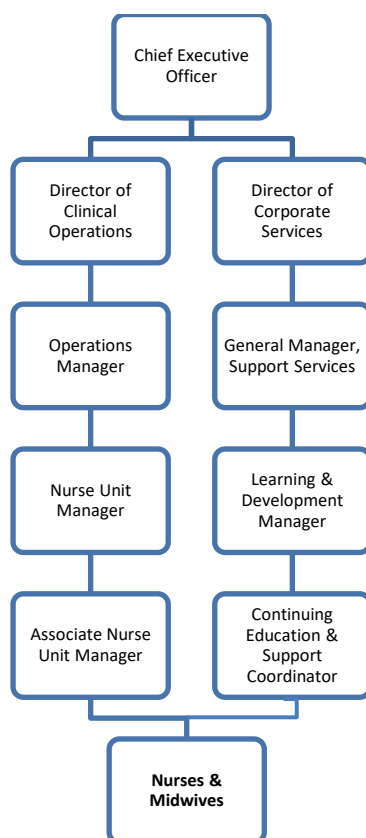 Chief Executive
Officer
Director of
Clinical
Operations
Director of
Corporate
Services
Operations
Manager
General Manager,
Support Services
Nurse Unit
Manager
Learning &
Development
Manager
Associate Nurse
Unit Manager
Continuing
Education &
Support
Coordinator
Nurses &
Midwives